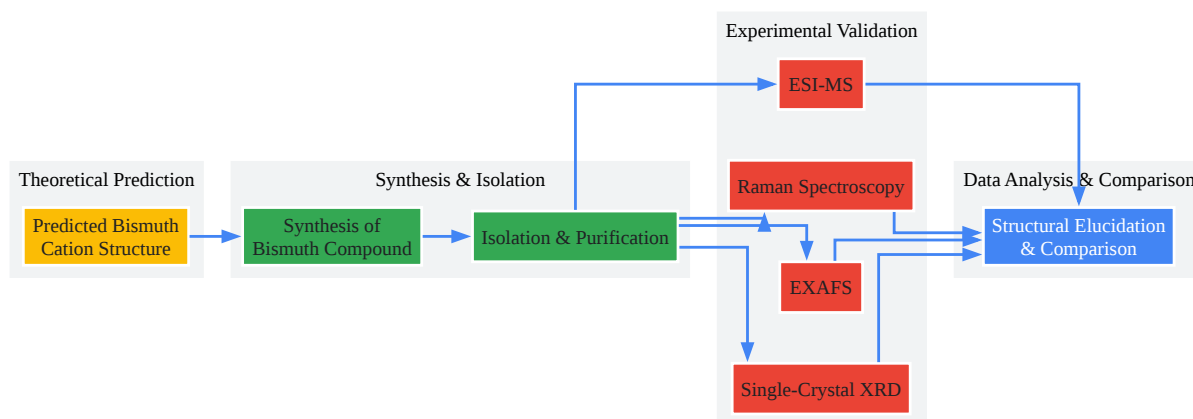 Experimental Validation
ESI-MS
Theoretical Prediction
Synthesis & Isolation
Raman Spectroscopy
Data Analysis & Comparison
Predicted Bismuth
Cation Structure
Synthesis of
Bismuth Compound
Isolation & Purification
Structural Elucidation
& Comparison
EXAFS
Single-Crystal XRD